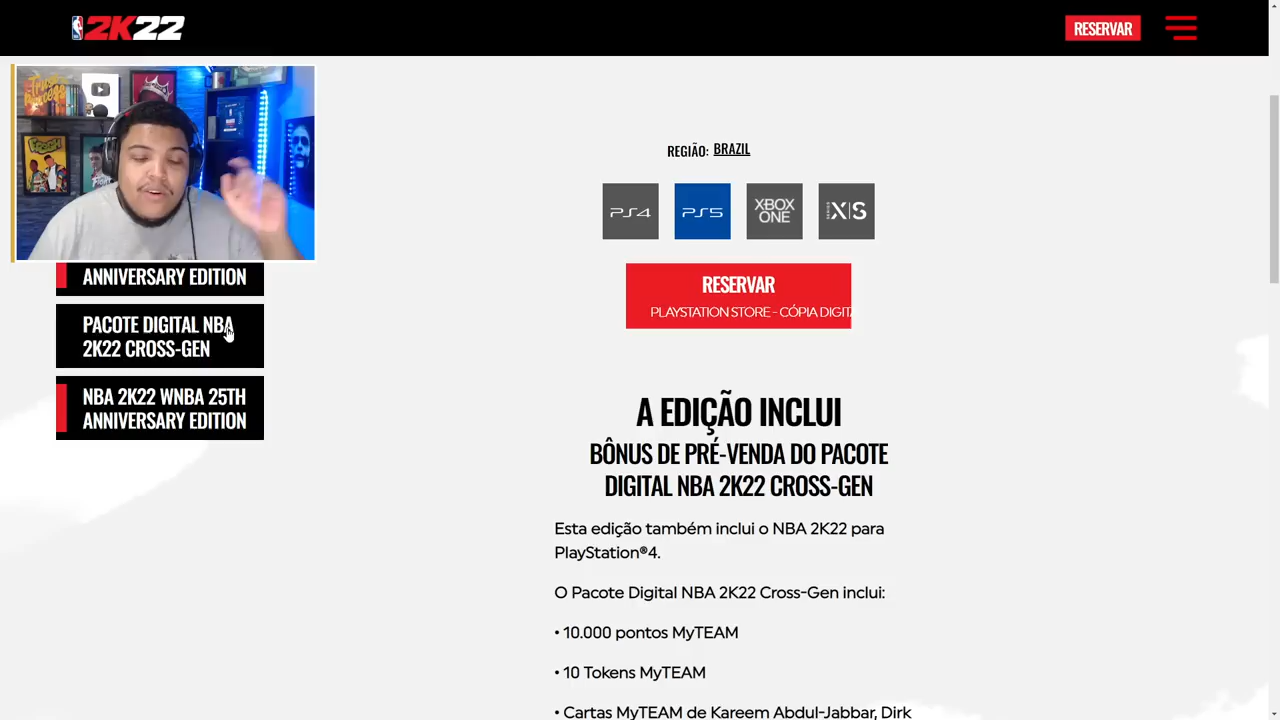 2K22
RESERVAR
REGIÃO: BRAZIL
PS4
PS5
XBOX
ONE
SERIES X|S
RESERVAR
PLAYSTATION STORE - CÓPIA DIGITA
ANNIVERSARY EDITION
PACOTE DIGITAL NBA
2K22 CROSS-GEN
NBA 2K22 WNBA 25TH
ANNIVERSARY EDITION
A EDIÇÃO INCLUI
BÔNUS DE PRÉ-VENDA DO PACOTE
DIGITAL NBA 2K22 CROSS-GEN
Esta edição também inclui o NBA 2K22 para
PlayStation®4.
O Pacote Digital NBA 2K22 Cross-Gen inclui:
• 10.000 pontos MyTEAM
• 10 Tokens MyTEAM
• Cartas MyTEAM de Kareem Abdul-Jabbar, Dirk